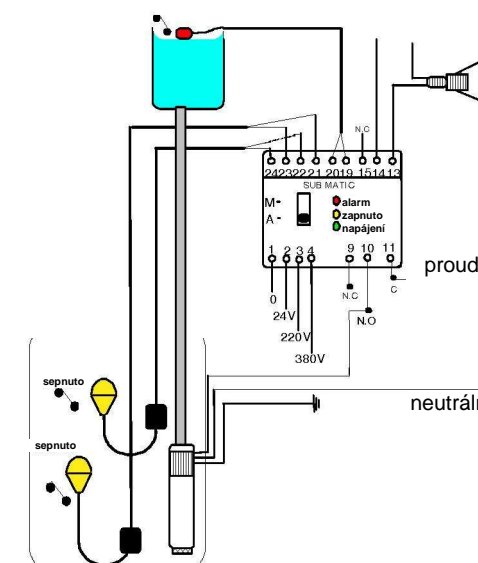 N.C
24 23 22 21 20 19 15 14 13
SUB MATIC
M-
A-
alarm
zapnuto
napájení
1 2 3 4 9 10 11
proud
N.C
C
0
24V
N.O
220V
380V
sepnuto
neutráln
sepnuto